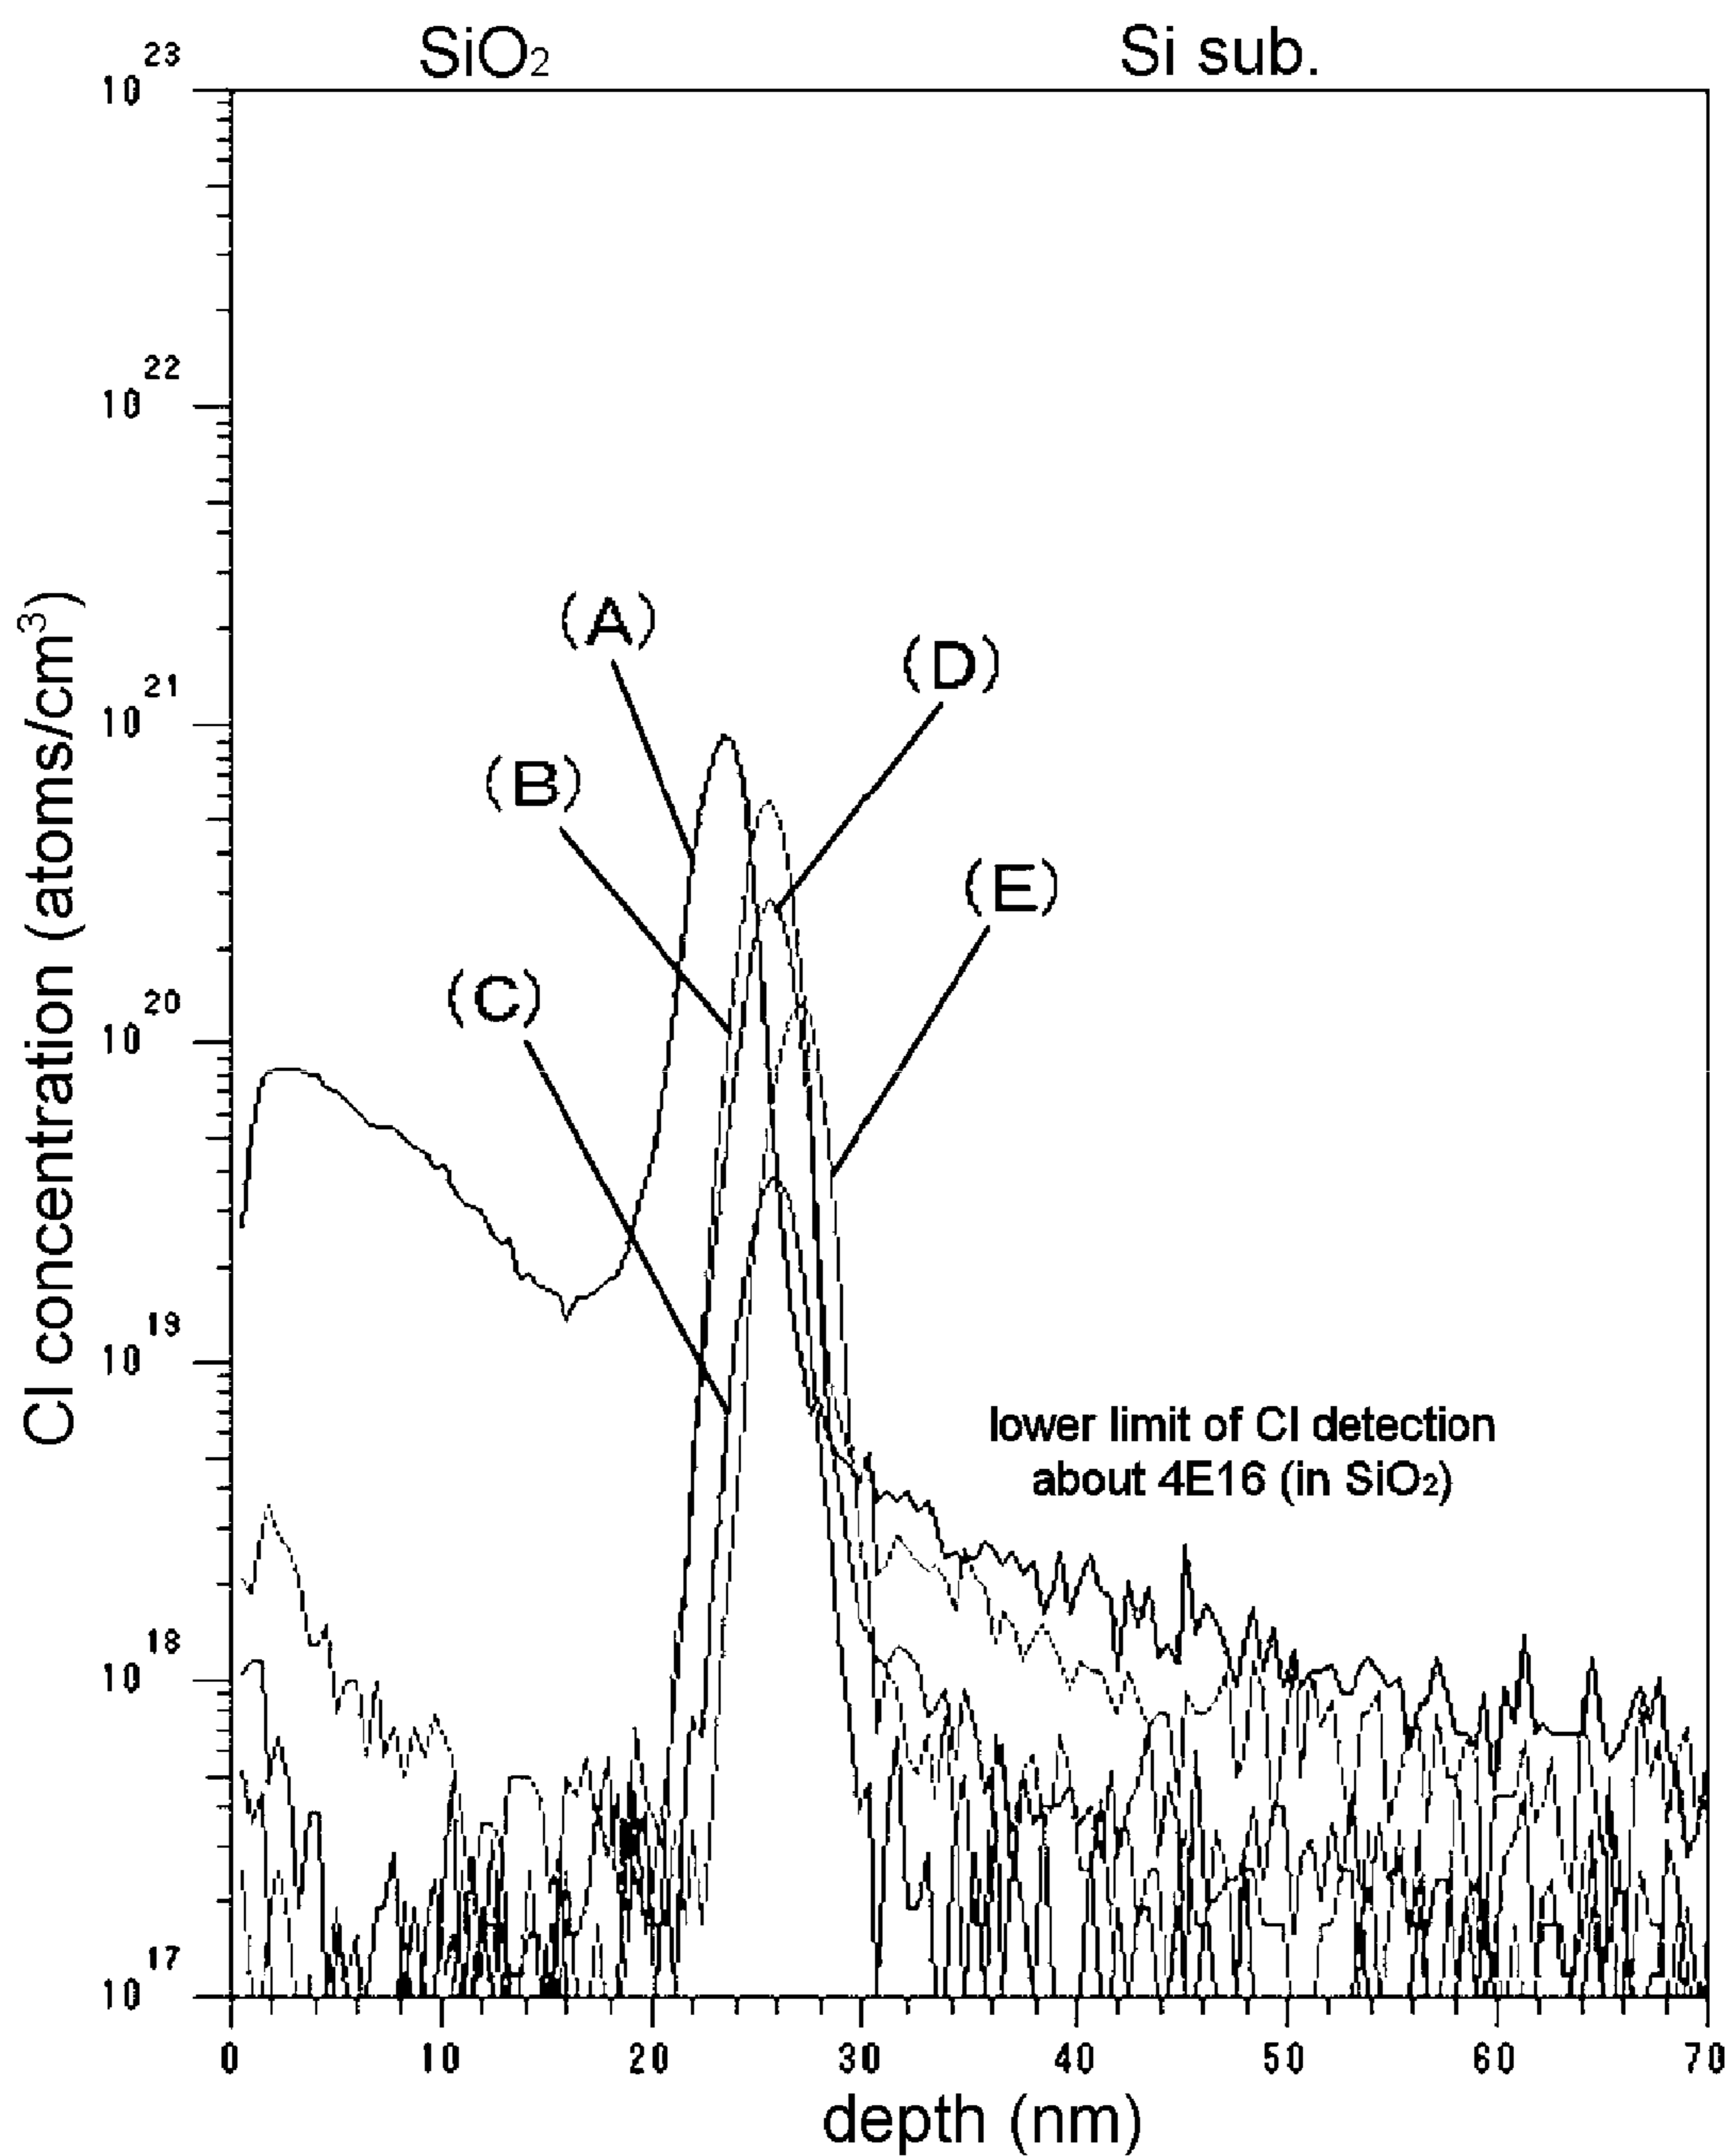 SiO2
Si sub.
10 23
10 22
10 21
10 20
10 19
10 18
10 17
Cl concentration (atoms/cm3)
(A)
(D)
(B)
(E)
(C)
lower limit of Cl detection
about 4E16 (in SiO2)
0 10 20 30 40 50 60 70
depth (nm)